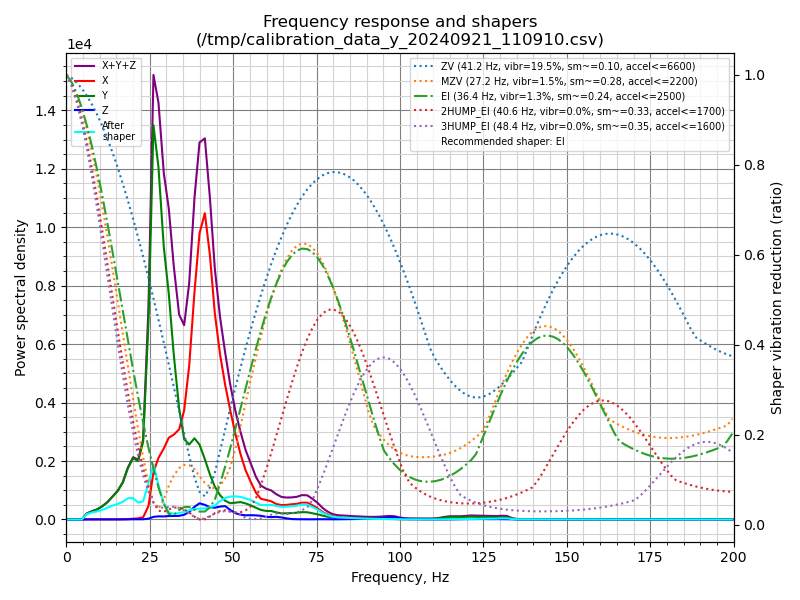 Frequency response and shapers
(/tmp/calibration_data_y_20240921_110910.csv)
1e4
X+Y+Z
X
Y
Z
After
shaper
ZV (41.2 Hz, vibr=19.5%, sm~=0.10, accel<=6600)
MZV (27.2 Hz, vibr=1.5%, sm~=0.28, accel<=2200)
EI (36.4 Hz, vibr=1.3%, sm~=0.24, accel<=2500)
2HUMP_EI (40.6 Hz, vibr=0.0%, sm~=0.33, accel<=1700)
3HUMP_EI (48.4 Hz, vibr=0.0%, sm~=0.35, accel<=1600)
Recommended shaper: EI
Power spectral density
1.4
1.2
1.0
0.8
0.6
0.4
0.2
0.0
1.0
0.8
0.6
0.4
0.2
0.0
Shaper vibration reduction (ratio)
0 25 50 75 100 125 150 175 200
Frequency, Hz